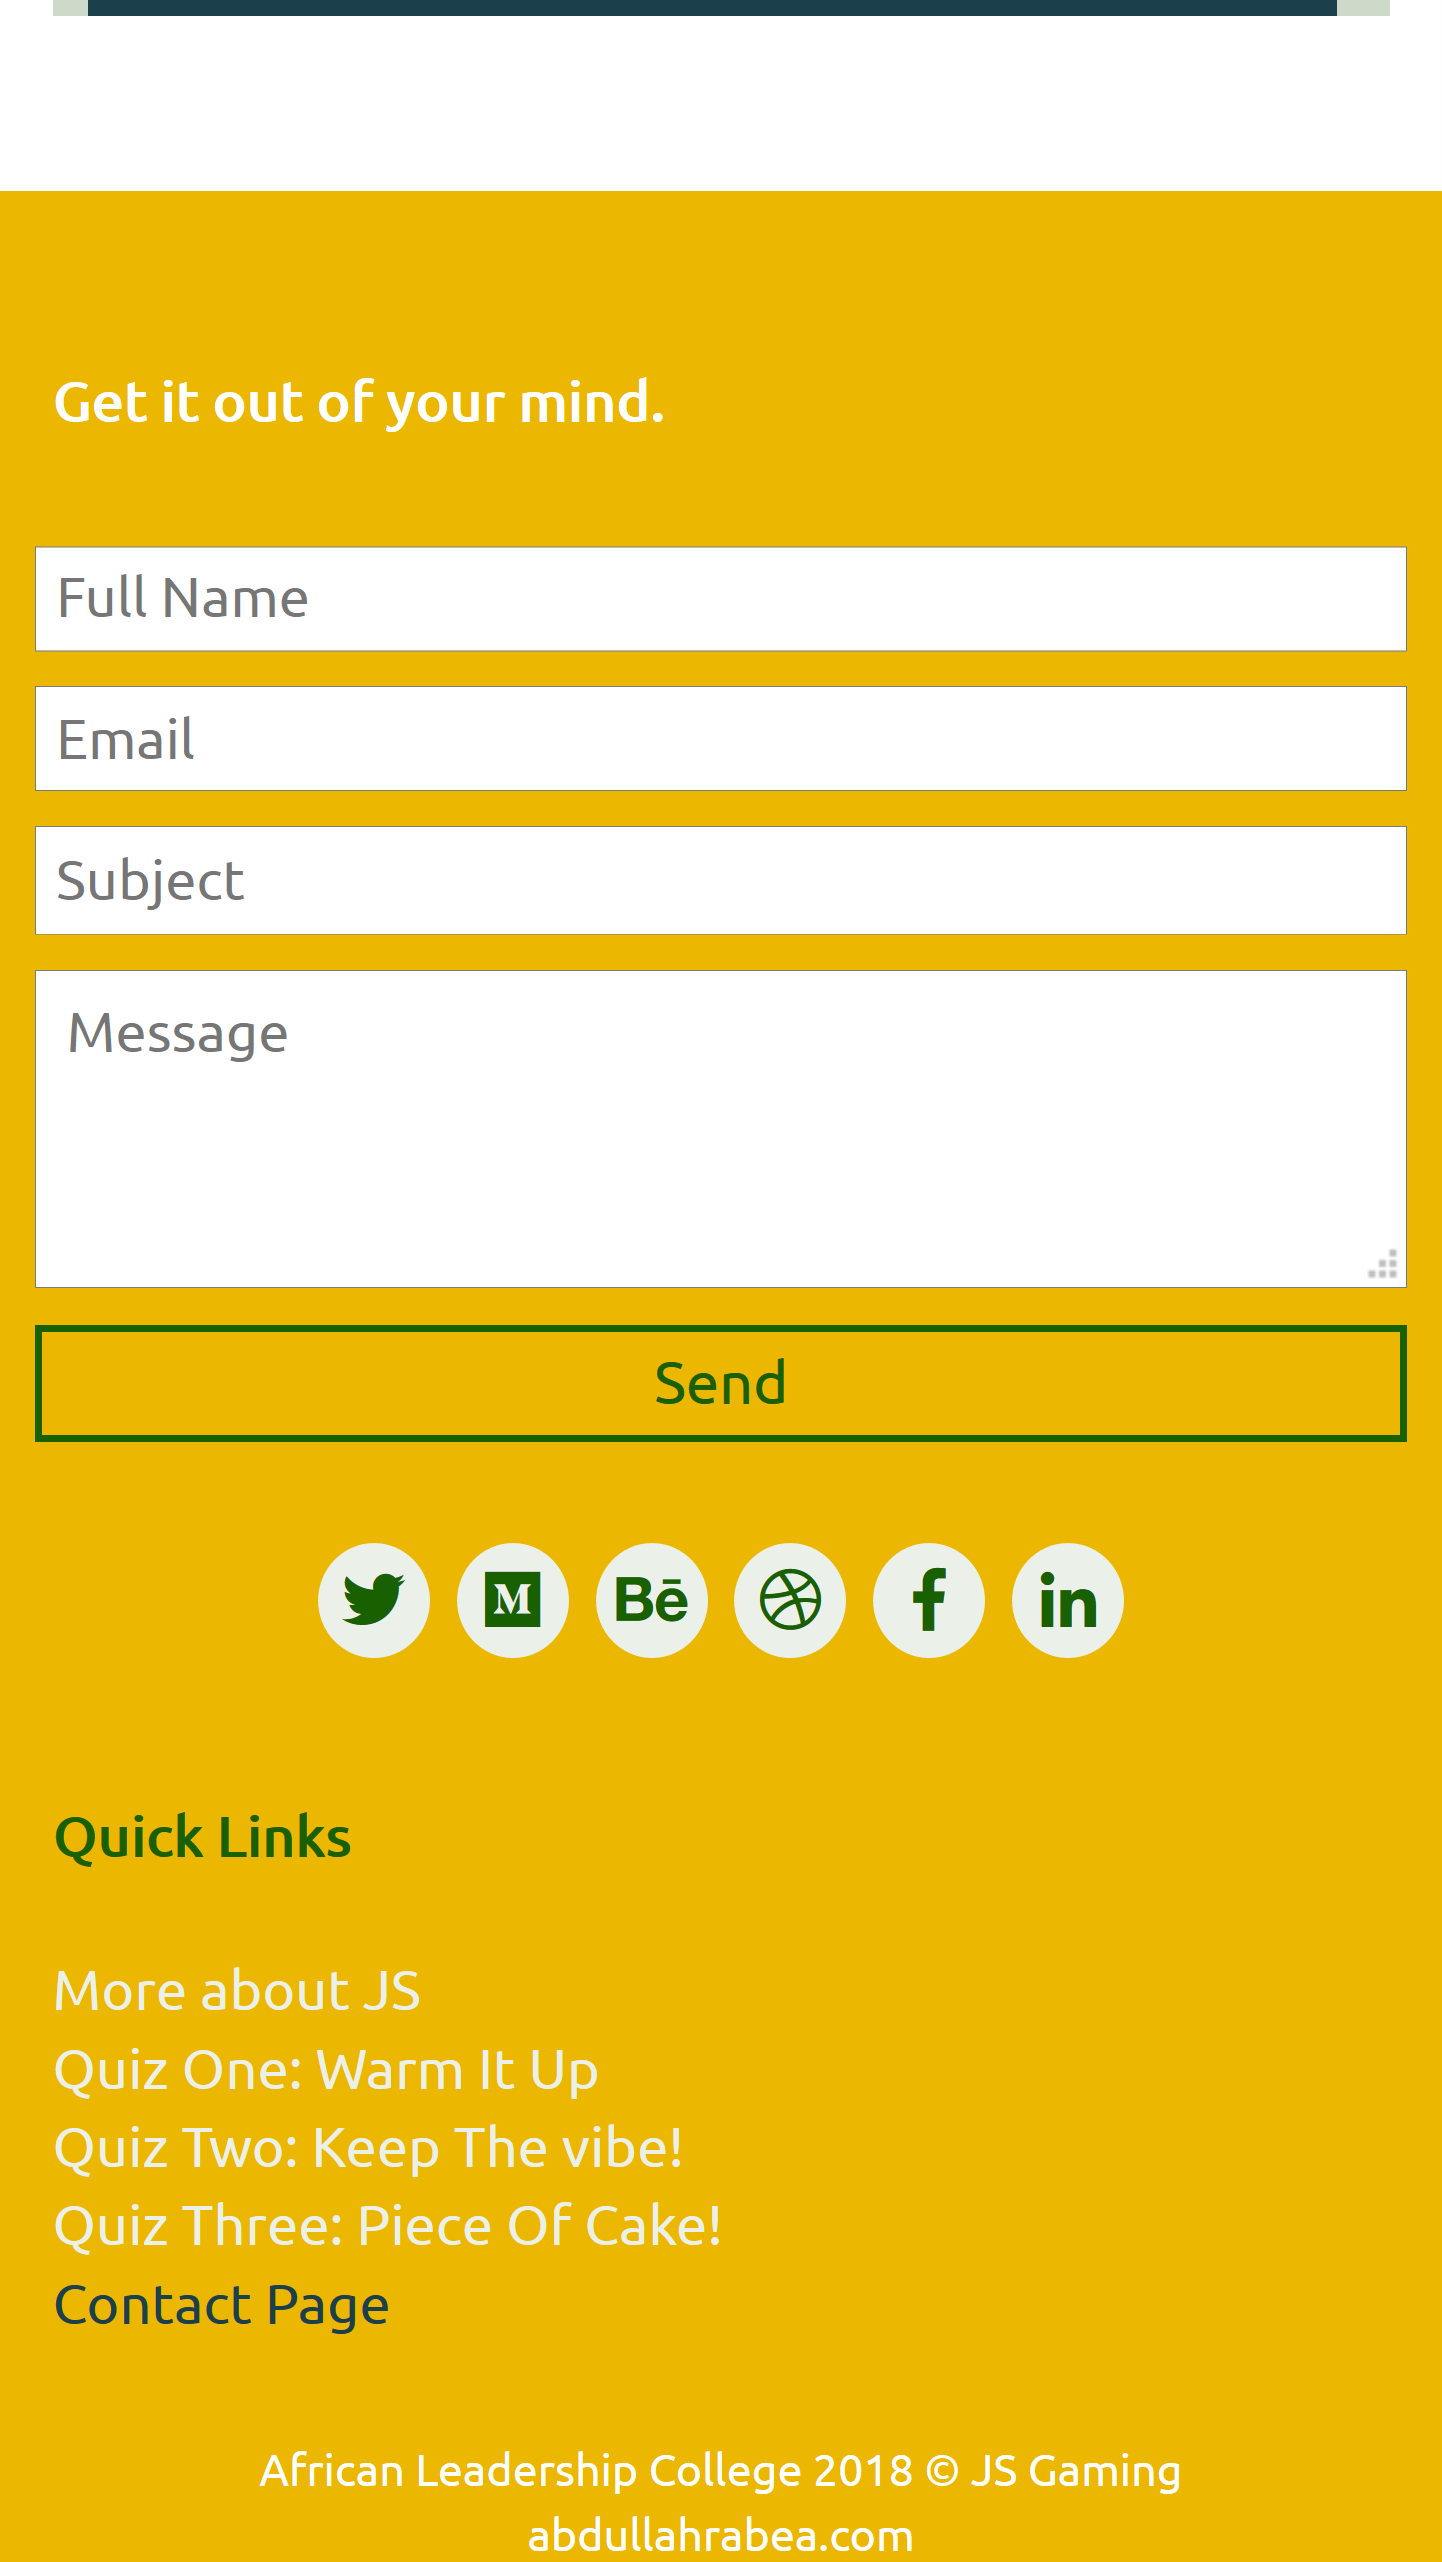 Get it out of your mind.
Full Name
Email
Subject
Message
Send
M Bē in
Quick Links
More about JS
Quiz One: Warm It Up
Quiz Two: Keep The vibe!
Quiz Three: Piece Of Cake!
Contact Page
African Leadership College 2018 © JS Gaming
abdullahrabea.com